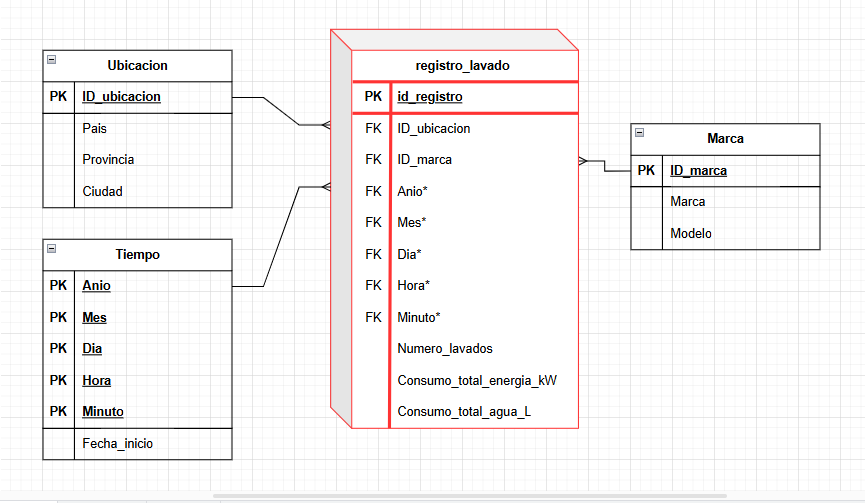 Ubicacion
PK ID_ubicacion
Pais
Provincia
Ciudad
Tiempo
PK Anio
PK Mes
PK Dia
PK Hora
PK Minuto
Fecha_inicio
registro_lavado
PK id_registro
FK ID_ubicacion
FK ID_marca
FK Anio*
FK Mes*
FK Dia*
FK Hora*
FK Minuto*
Numero_lavados
Consumo_total_energia_kW
Consumo_total_agua_L
Marca
PK ID_marca
Marca
Modelo